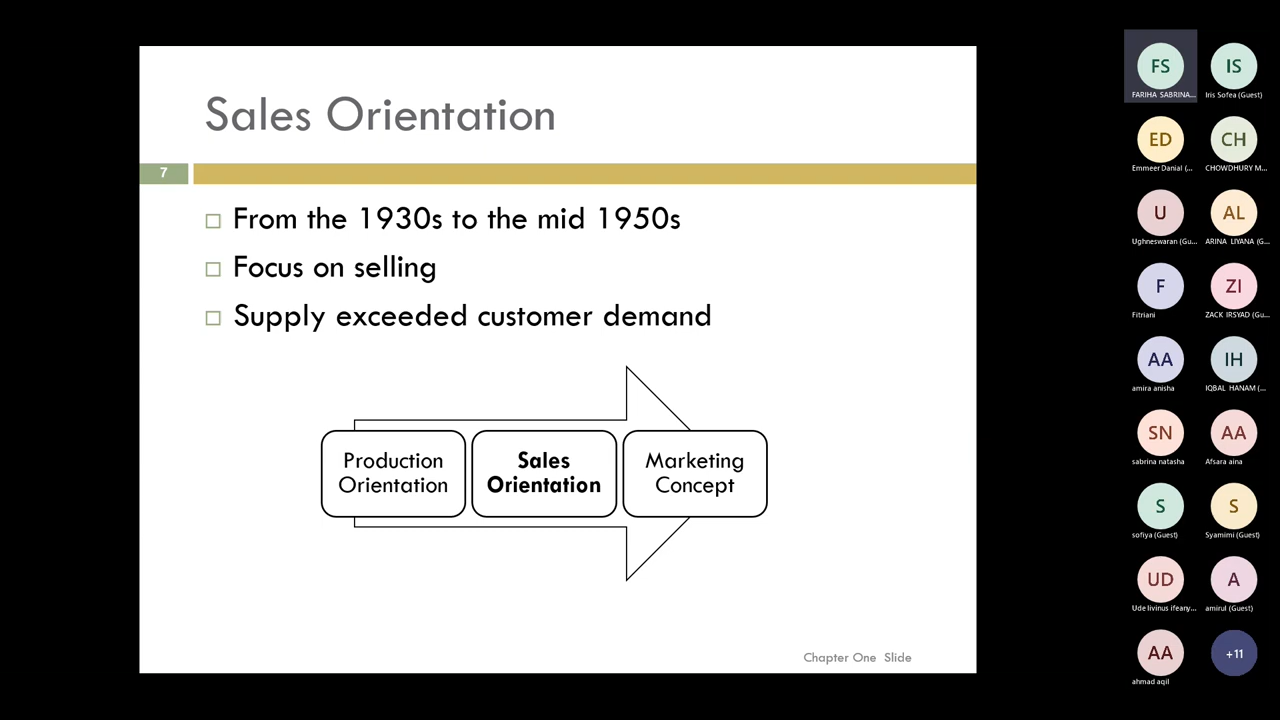 Sales Orientation
7
From the 1930s to the mid 1950s
Focus on selling
Supply exceeded customer demand
Production
Orientation
Sales
Orientation
Marketing
Concept
Chapter One Slide
FS
FARIHA SABRINA...
IS
Iris Sofea (Guest)
ED
Emmeer Danial (...
CH
CHOWDHURY M...
U
Ughneswaran (Gu...
AL
ARINA LIYANA (G...
F
Fitriani
ZI
ZACK IRSYAD (Gu...
AA
amira anisha
IH
IQBAL HANAM (...
SN
sabrina natasha
AA
Afsara aina
S
sofiya (Guest)
S
Syamimi (Guest)
UD
Ude livinus ifeany...
A
amirul (Guest)
AA
ahmad aqil
+11